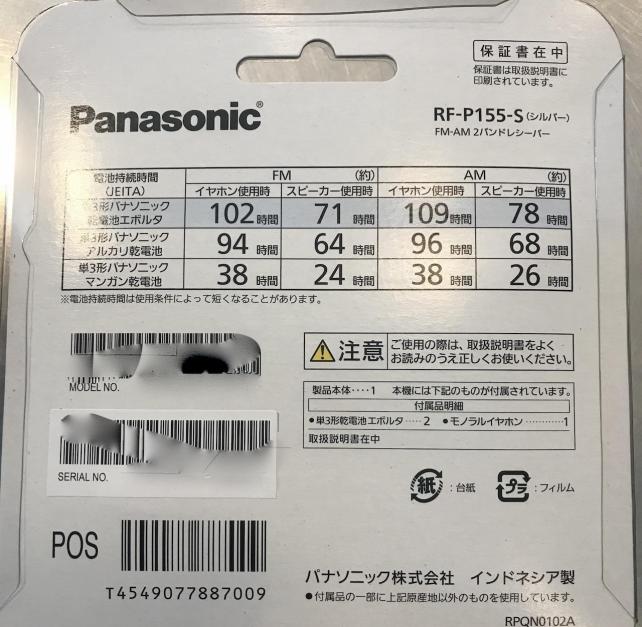 保証書在中
保証書は取扱説明書に
印刷されています。
Panasonic®
RF-P155-S(シルバー)
FM-AM 2バンドレシーバー
電池持続時間 (JEITA) FM (約) AM (約)
イヤホン使用時 スピーカー使用時 イヤホン使用時 スピーカー使用時
単3形パナソニック
乾電池エボルタ 102時間 71時間 109時間 78時間
単3形パナソニック
アルカリ乾電池 94時間 64時間 96時間 68時間
単3形パナソニック
マンガン乾電池 38時間 24時間 38時間 26時間
※電池持続時間は使用条件によって短くなることがあります。
注意 ご使用の際は、取扱説明書をよく
お読みのうえ正しくお使いください。
MODEL NO.
製品本体····1 本機には下記のものが付属されています。
付属品明細
●単3形乾電池エボルタ·····2 ●モノラルイヤホン············1
取扱説明書在中
SERIAL NO.
紙:台紙 プラ:フィルム
POS
T4549077887009
パナソニック株式会社 インドネシア製
●付属品の一部に上記原産地以外のものを使用しています。
RPQN0102A